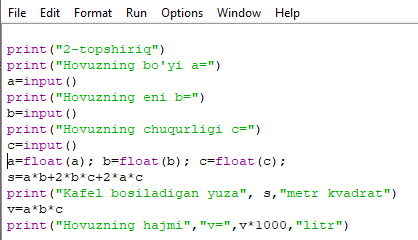 File Edit Format Run Options Window Help
print("2-topshiriq")
print("Hovuzning bo'yi a=")
a=input()
print("Hovuzning eni b=")
b=input()
print("Hovuzning chuqurligi c=")
c=input()
a=float(a); b=float(b); c=float(c);
s=a*b+2*b*c+2*a*c
print("Kafel bosiladigan yuza", s,"metr kvadrat")
v=a*b*c
print("Hovuzning hajmi","v=",v*1000,"litr")